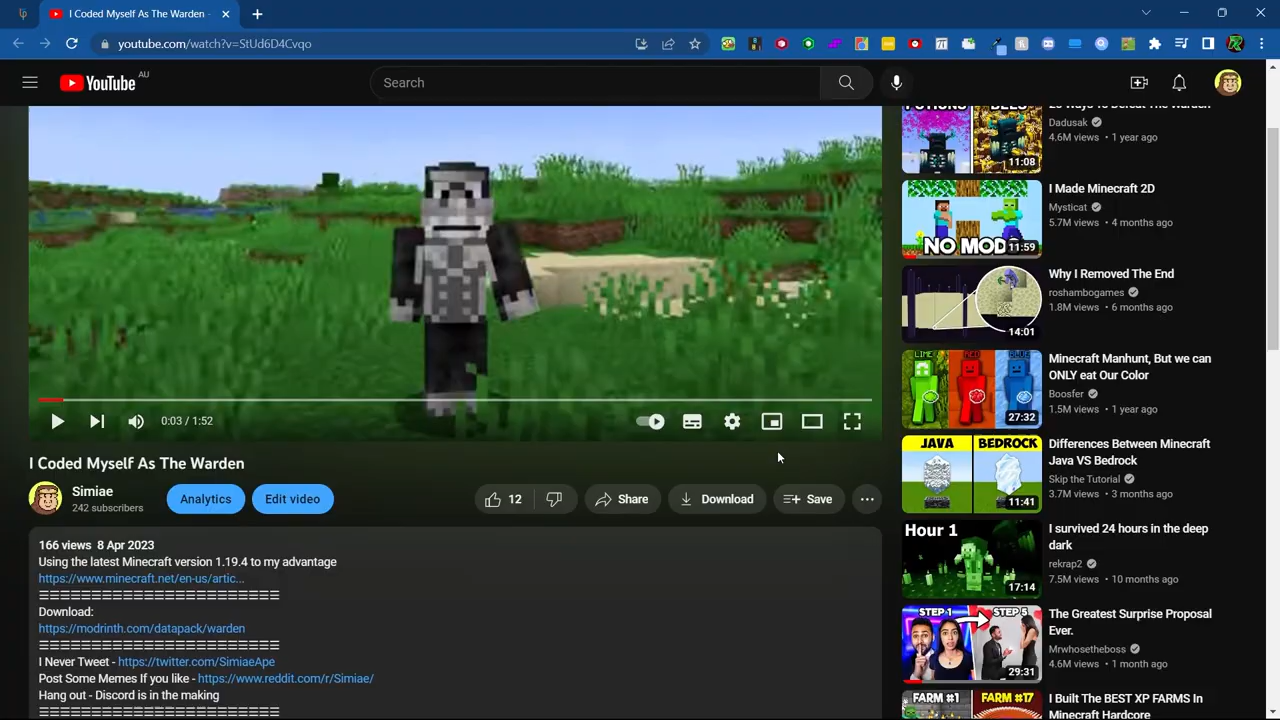 I Coded Myself As The Warden -
youtube.com/watch?v=StUd6D4Cvqo
YouTube AU
Search
0:03 / 1:52
I Coded Myself As The Warden
Simiae
242 subscribers
Analytics
Edit video
12
Share
Download
Save
166 views 8 Apr 2023
Using the latest Minecraft version 1.19.4 to my advantage
https://www.minecraft.net/en-us/artic...
=======================
Download:
https://modrinth.com/datapack/warden
=======================
I Never Tweet - https://twitter.com/SimiaeApe
Post Some Memes If you like - https://www.reddit.com/r/Simiae/
Hang out - Discord is in the making
=======================
POTIONS
BEES
11:08
Ways To Defeat The Warden
Dadusak
4.6M views • 1 year ago
NO MOD
11:59
I Made Minecraft 2D
Mysticat
5.7M views • 4 months ago
14:01
Why I Removed The End
roshambogames
1.8M views • 6 months ago
LIME
RED
BLUE
27:32
Minecraft Manhunt, But we can
ONLY eat Our Color
Boosfer
1.5M views • 1 year ago
JAVA
BEDROCK
11:41
Differences Between Minecraft
Java VS Bedrock
Skip the Tutorial
3.7M views • 3 months ago
Hour 1
17:14
I survived 24 hours in the deep
dark
rekrap2
7.5M views • 10 months ago
STEP 1
STEP 5
29:31
The Greatest Surprise Proposal
Ever.
Mrwhosetheboss
4.6M views • 1 month ago
FARM #1
FARM #17
I Built The BEST XP FARMS In
Minecraft Hardcore